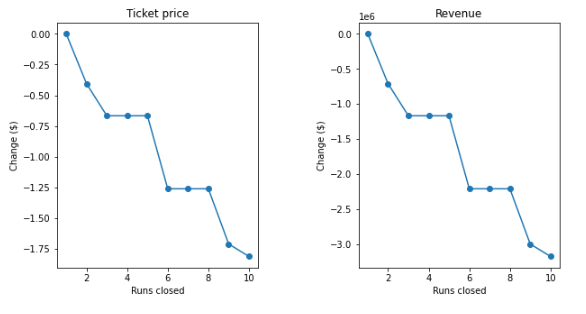 Ticket price
0.00
−0.25
−0.50
−0.75
−1.00
−1.25
−1.50
−1.75
Change ($)
2 4 6 8 10
Runs closed
Revenue
1e6
0.0
−0.5
−1.0
−1.5
−2.0
−2.5
−3.0
Change ($)
2 4 6 8 10
Runs closed